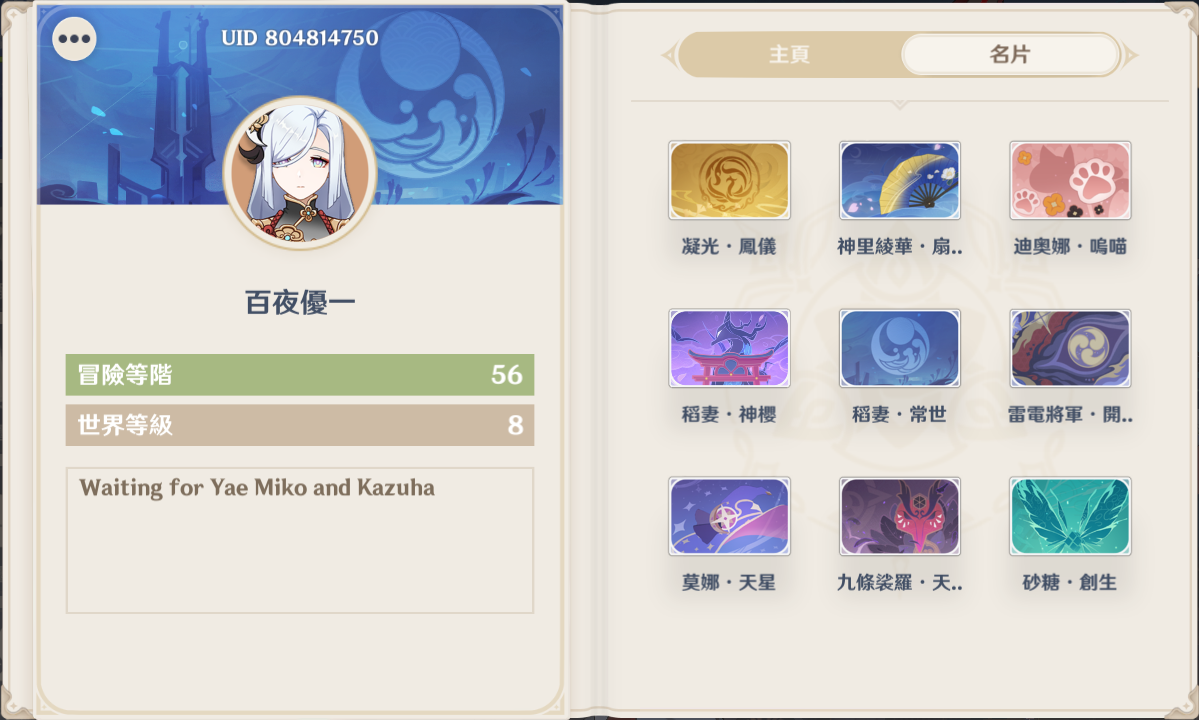 UID 804814750
百夜優一
冒險等階 56
世界等級 8
Waiting for Yae Miko and Kazuha
主頁 名片
凝光・鳳儀 神里綾華・扇.. 迪奧娜・嗚喵
稻妻・神櫻 稻妻・常世 雷電將軍・開..
莫娜・天星 九條裟羅・天.. 砂糖・創生